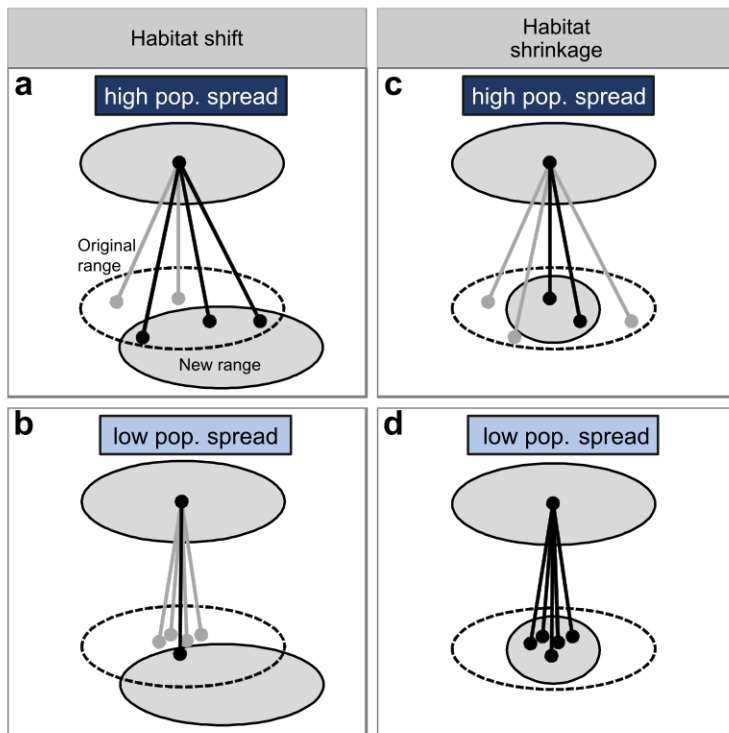 Habitat shift
Habitat
shrinkage
a
high pop. spread
Original
range
New range
c
high pop. spread
b
low pop. spread
d
low pop. spread